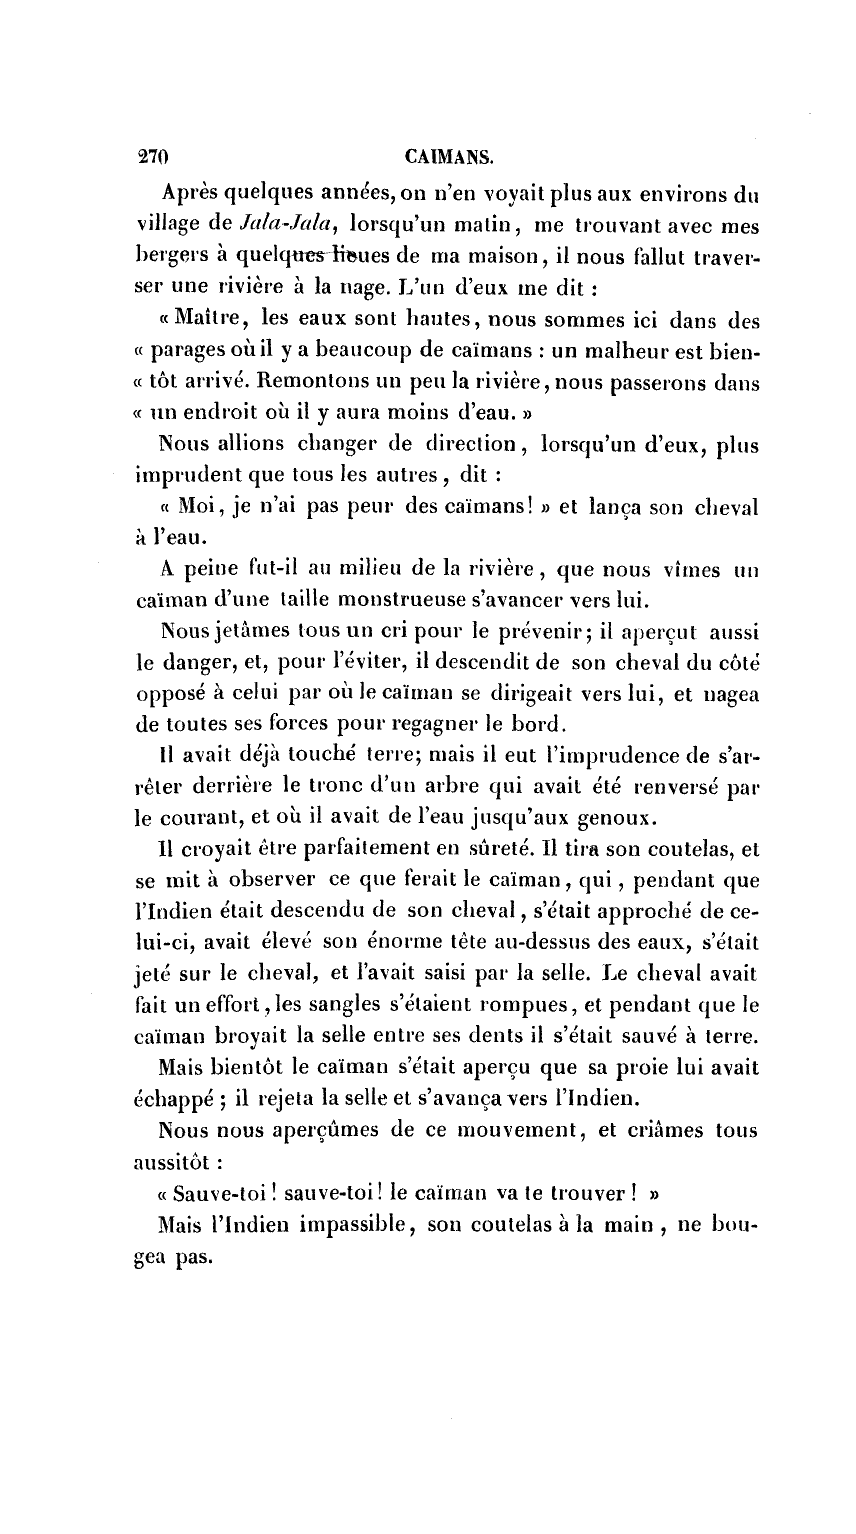 270 CAIMANS.
Après quelques années, on n'en voyait plus aux environs du
village de Jala-Jala, lorsqu'un matin, me trouvant avec mes
bergers à quelques lieues de ma maison, il nous fallut traver-
ser une rivière à la nage. L'un d'eux me dit :
« Maître, les eaux sont hautes, nous sommes ici dans des
« parages où il y a beaucoup de caïmans : un malheur est bien-
« tôt arrivé. Remontons un peu la rivière, nous passerons dans
« un endroit où il y aura moins d'eau. »
Nous allions changer de direction, lorsqu'un d'eux, plus
imprudent que tous les autres, dit :
« Moi, je n'ai pas peur des caïmans! » et lança son cheval
à l'eau.
A peine fut-il au milieu de la rivière, que nous vîmes un
caïman d'une taille monstrueuse s'avancer vers lui.
Nous jetâmes tous un cri pour le prévenir; il aperçut aussi
le danger, et, pour l'éviter, il descendit de son cheval du côté
opposé à celui par où le caïman se dirigeait vers lui, et nagea
de toutes ses forces pour regagner le bord.
Il avait déjà touché terre; mais il eut l'imprudence de s'ar-
rêter derrière le tronc d'un arbre qui avait été renversé par
le courant, et où il avait de l'eau jusqu'aux genoux.
Il croyait être parfaitement en sûreté. Il tira son coutelas, et
se mit à observer ce que ferait le caïman, qui, pendant que
l'Indien était descendu de son cheval, s'était approché de ce-
lui-ci, avait élevé son énorme tête au-dessus des eaux, s'était
jeté sur le cheval, et l'avait saisi par la selle. Le cheval avait
fait un effort, les sangles s'étaient rompues, et pendant que le
caïman broyait la selle entre ses dents il s'était sauvé à terre.
Mais bientôt le caïman s'était aperçu que sa proie lui avait
échappé ; il rejeta la selle et s'avança vers l'Indien.
Nous nous aperçûmes de ce mouvement, et criâmes tous
aussitôt :
« Sauve-toi ! sauve-toi ! le caïman va te trouver ! »
Mais l'Indien impassible, son coutelas à la main, ne bou-
gea pas.